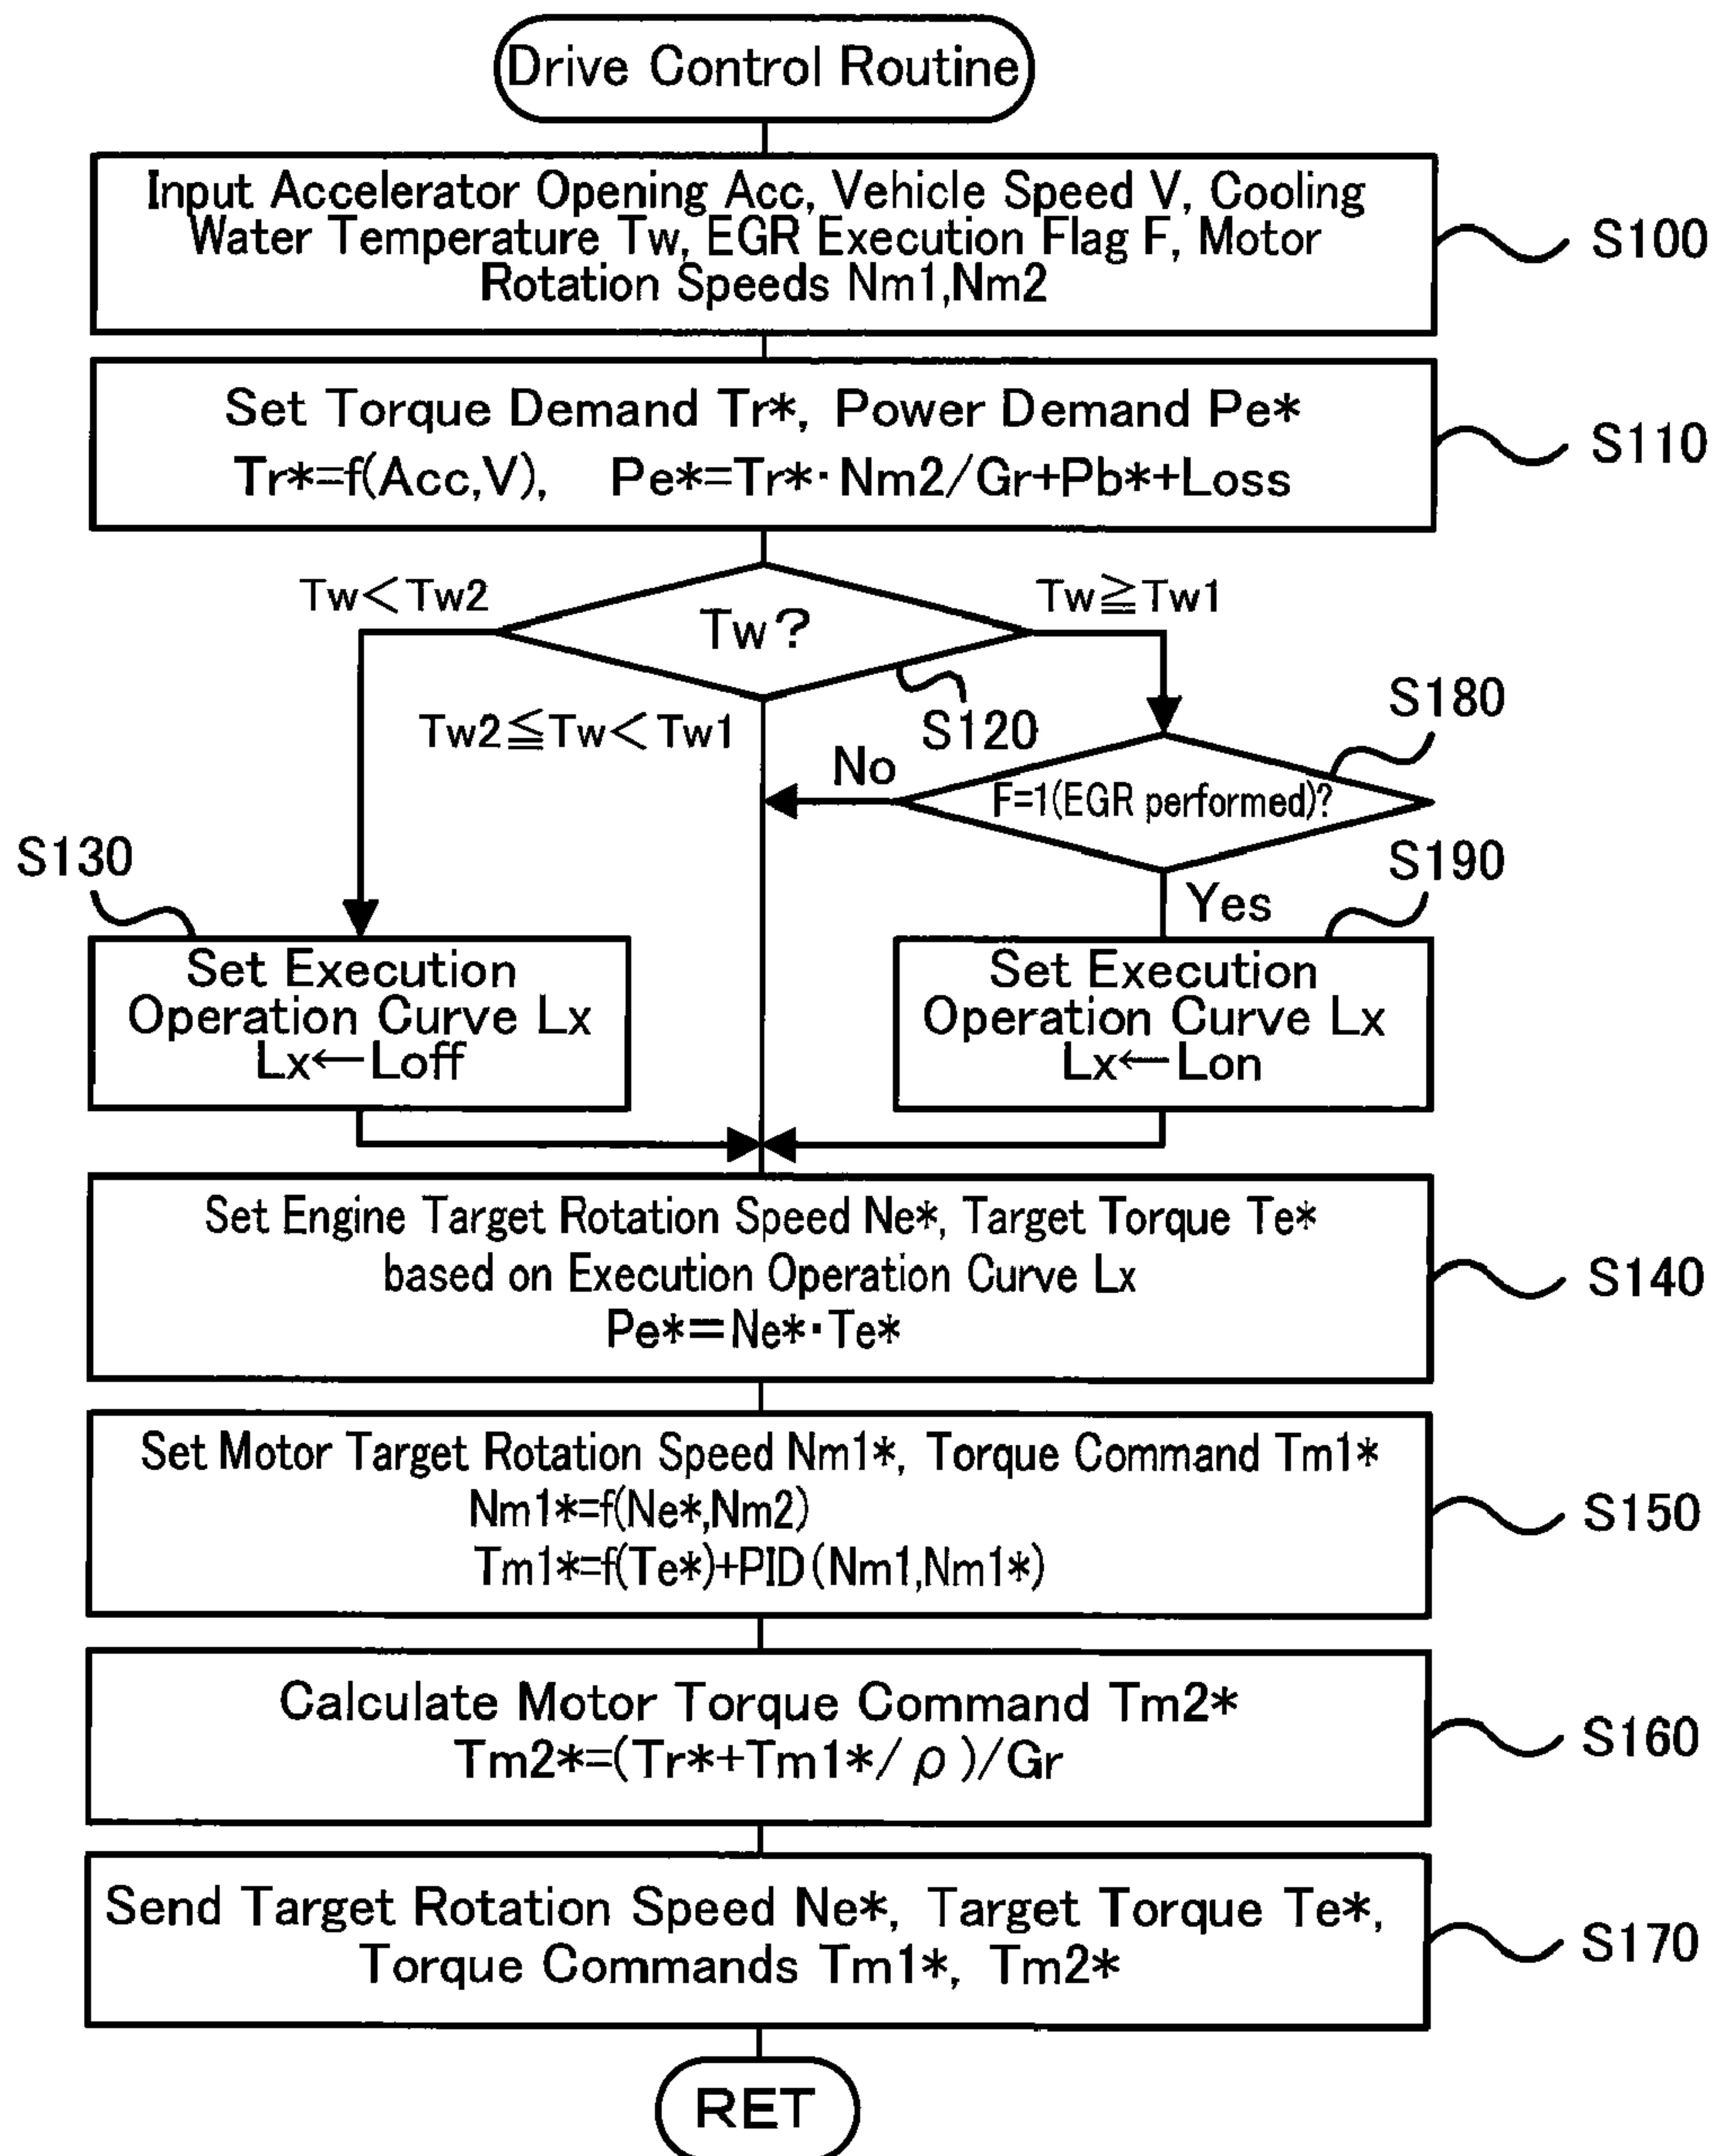 Drive Control Routine
Input Accelerator Opening Acc, Vehicle Speed V, Cooling
Water Temperature Tw, EGR Execution Flag F, Motor
Rotation Speeds Nm1,Nm2
S100
Set Torque Demand Tr*, Power Demand Pe*
Tr*=f(Acc,V), Pe*=Tr*·Nm2/Gr+Pb*+Loss
S110
Tw<Tw2
Tw?
Tw≧Tw1
Tw2≦Tw<Tw1
S120
S180
No
F=1(EGR performed)?
S130
S190
Yes
Set Execution
Operation Curve Lx
Lx←Loff
Set Execution
Operation Curve Lx
Lx←Lon
Set Engine Target Rotation Speed Ne*, Target Torque Te*
based on Execution Operation Curve Lx
Pe*=Ne*·Te*
S140
Set Motor Target Rotation Speed Nm1*, Torque Command Tm1*
Nm1*=f(Ne*,Nm2)
Tm1*=f(Te*)+PID(Nm1,Nm1*)
S150
Calculate Motor Torque Command Tm2*
Tm2*=(Tr*+Tm1*/ρ)/Gr
S160
Send Target Rotation Speed Ne*, Target Torque Te*,
Torque Commands Tm1*, Tm2*
S170
RET